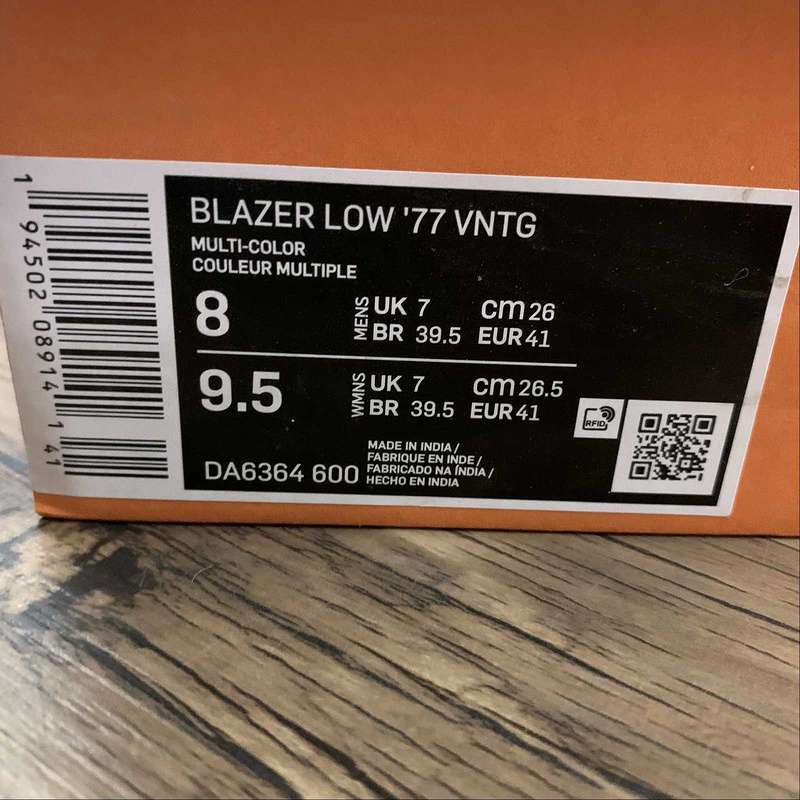 BLAZER LOW '77 VNTG
MULTI-COLOR
COULEUR MULTIPLE
8 MENS UK 7 cm 26
BR 39.5 EUR 41
9.5 WMNS UK 7 cm 26.5
BR 39.5 EUR 41
DA6364 600
MADE IN INDIA /
FABRIQUE EN INDE /
FABRICADO NA ÍNDIA /
HECHO EN INDIA
RFID
1 94502 08914 1 41